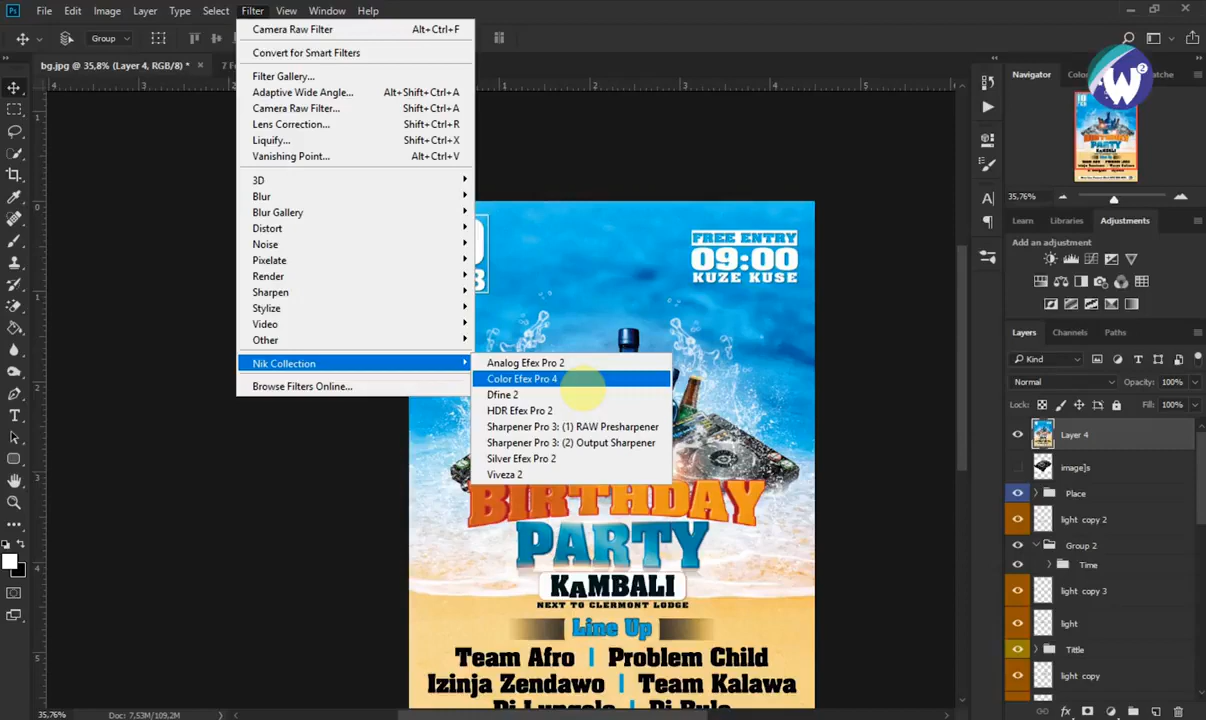 Ps File Edit Image Layer Type Select Filter View Window Help
Group
bg.jpg @ 35,8% (Layer 4, RGB/8) * ×
Camera Raw Filter Alt+Ctrl+F
Convert for Smart Filters
Filter Gallery...
Adaptive Wide Angle... Alt+Shift+Ctrl+A
Camera Raw Filter... Shift+Ctrl+A
Lens Correction... Shift+Ctrl+R
Liquify... Shift+Ctrl+X
Vanishing Point... Alt+Ctrl+V
3D
Blur
Blur Gallery
Distort
Noise
Pixelate
Render
Sharpen
Stylize
Video
Other
Nik Collection
Browse Filters Online...
Analog Efex Pro 2
Color Efex Pro 4
Dfine 2
HDR Efex Pro 2
Sharpener Pro 3: (1) RAW Presharpener
Sharpener Pro 3: (2) Output Sharpener
Silver Efex Pro 2
Viveza 2
FREE ENTRY
09:00
KUZE KUSE
BIRTHDAY
PARTY
KAMBALI
NEXT TO CLERMONT LODGE
Line Up
Team Afro | Problem Child
Izinja Zendawo | Team Kalawa
W2
Navigator
35,76%
Learn Libraries Adjustments
Add an adjustment
Layers Channels Paths
Kind
Normal Opacity: 100%
Lock: Fill: 100%
Layer 4
image]s
Place
light copy 2
Group 2
Time
light copy 3
light
Tittle
light copy
35,76% Doc: 7,53M/109,2M